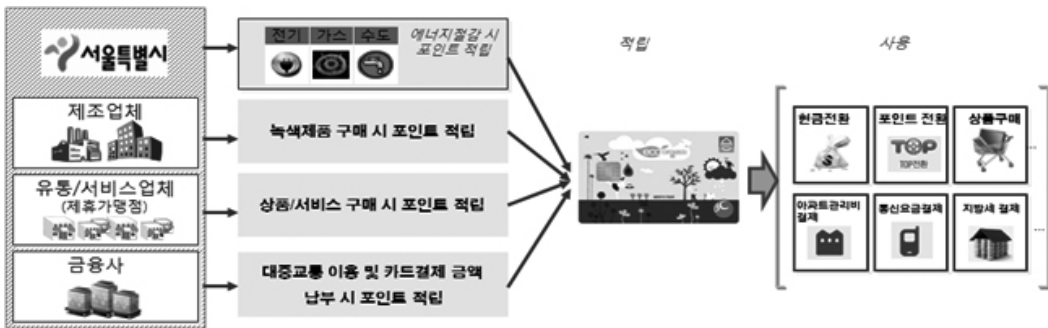 서울특별시
전기 가스 수도
에너지절감 시
포인트 적립
제조업체
녹색제품 구매 시 포인트 적립
유통/서비스업체
(제휴가맹점)
상품/서비스 구매 시 포인트 적립
금융사
대중교통 이용 및 카드결제 금액
납부 시 포인트 적립
적립
사용
현금전환
포인트 전환
TOP
TOP전환
상품구매
...
아파트관리비
결제
통신요금결제
지방세 결제
....